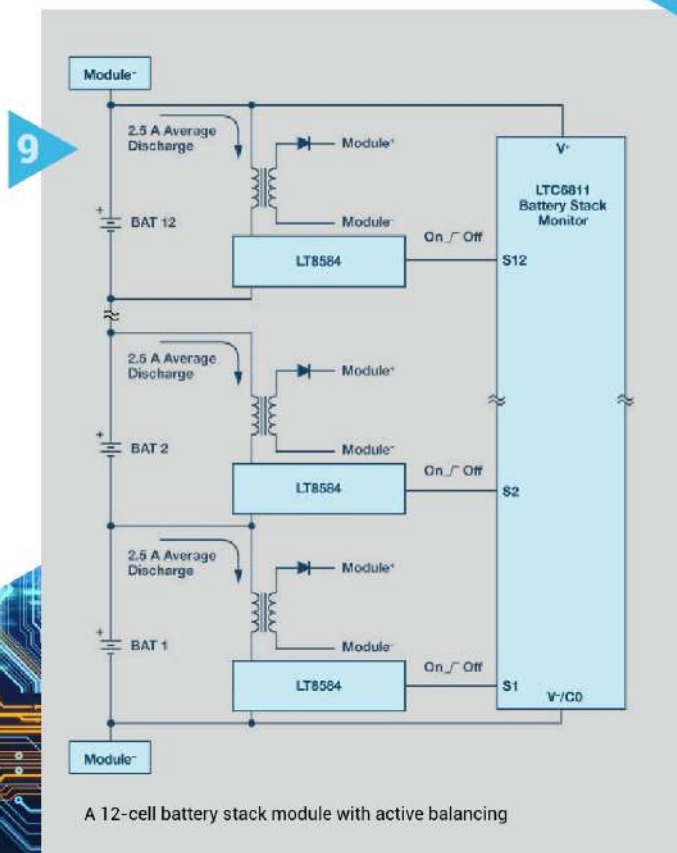 Module⁻
9
2.5 A Average
Discharge
Module⁺
V⁺
LTC6811
Battery Stack
Monitor
BAT 12
+
Module⁻
On Off
LT8584
S12
2.5 A Average
Discharge
Module⁺
+
BAT 2
Module⁻
On Off
LT8584
S2
2.5 A Average
Discharge
Module⁺
+
BAT 1
Module⁻
On Off
LT8584
S1
V⁻/C0
Module⁻
A 12-cell battery stack module with active balancing